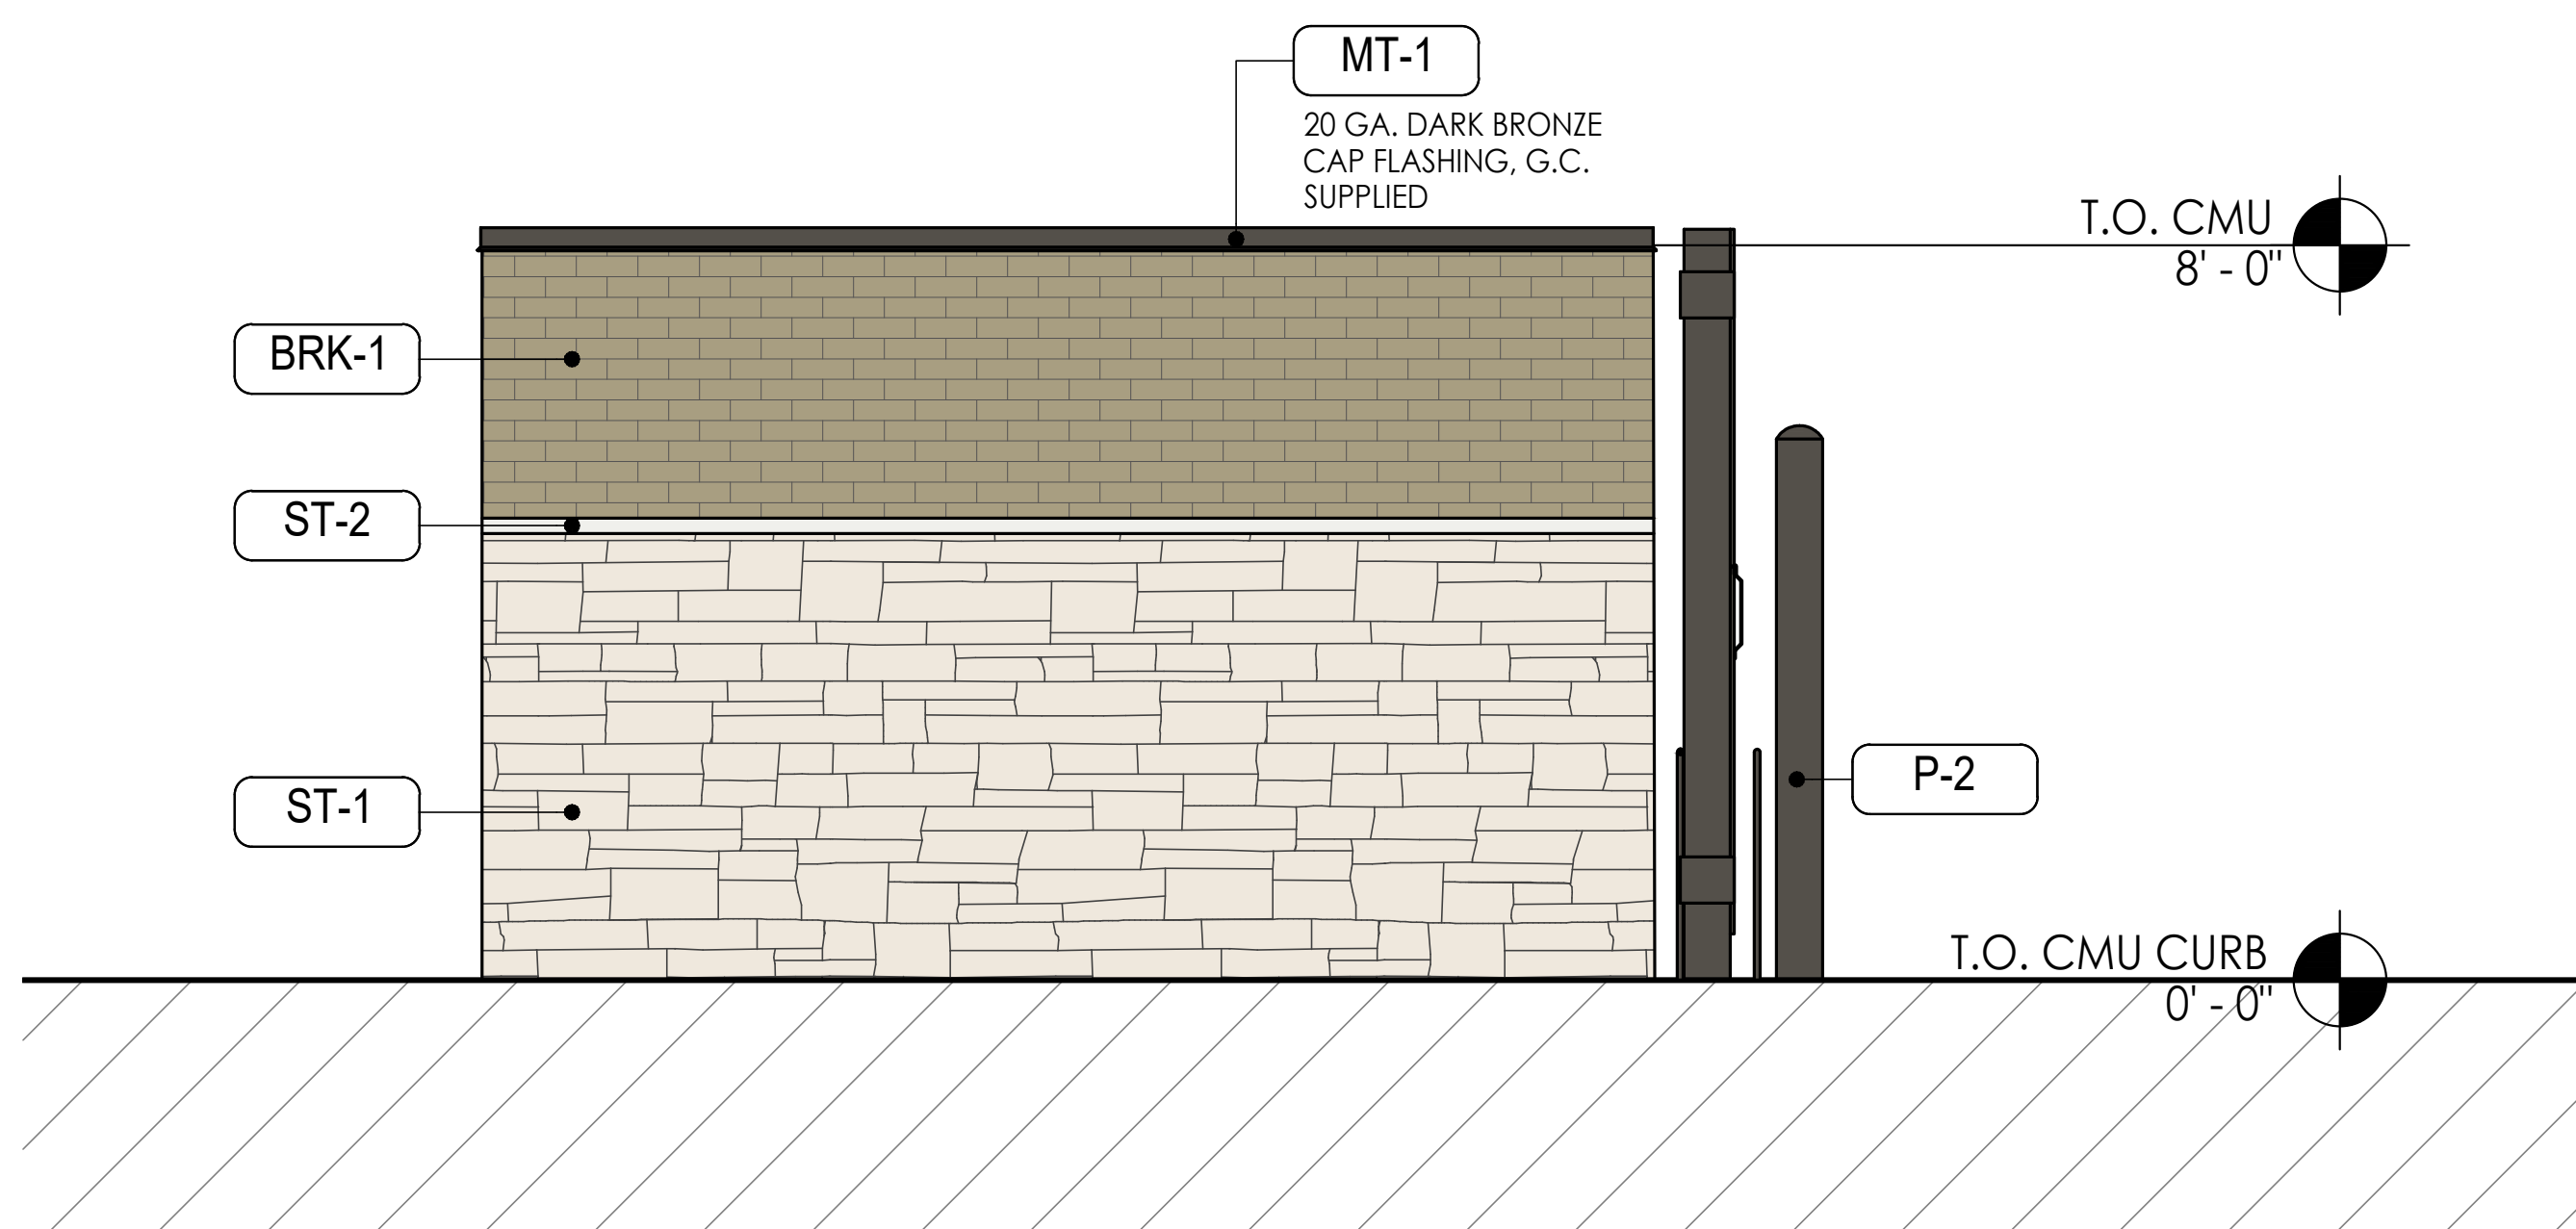 MT-1
20 GA. DARK BRONZE
CAP FLASHING, G.C.
SUPPLIED
T.O. CMU
8' - 0"
BRK-1
ST-2
P-2
ST-1
T.O. CMU CURB
0' - 0"